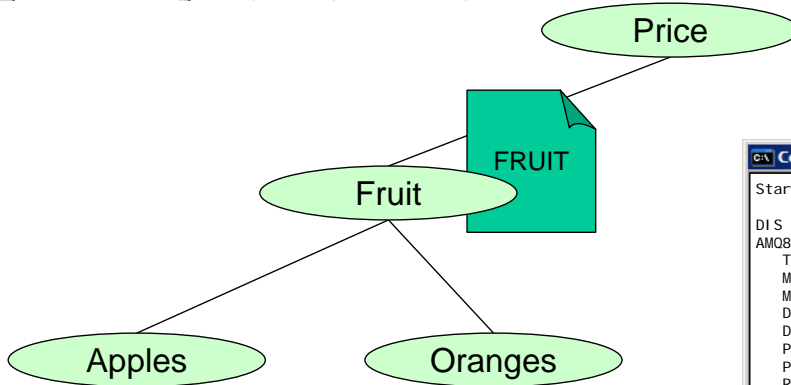 Price
FRUIT
Fruit
Apples
Oranges
Star
DIS
AMQ8
T
M
M
D
D
P
P